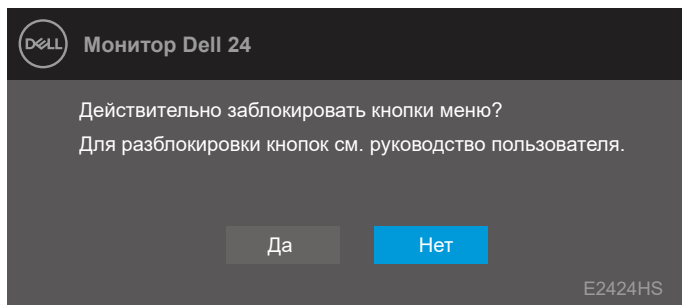 DELL
Монитор Dell 24
Действительно заблокировать кнопки меню?
Для разблокировки кнопок см. руководство пользователя.
Да
Нет
E2424HS